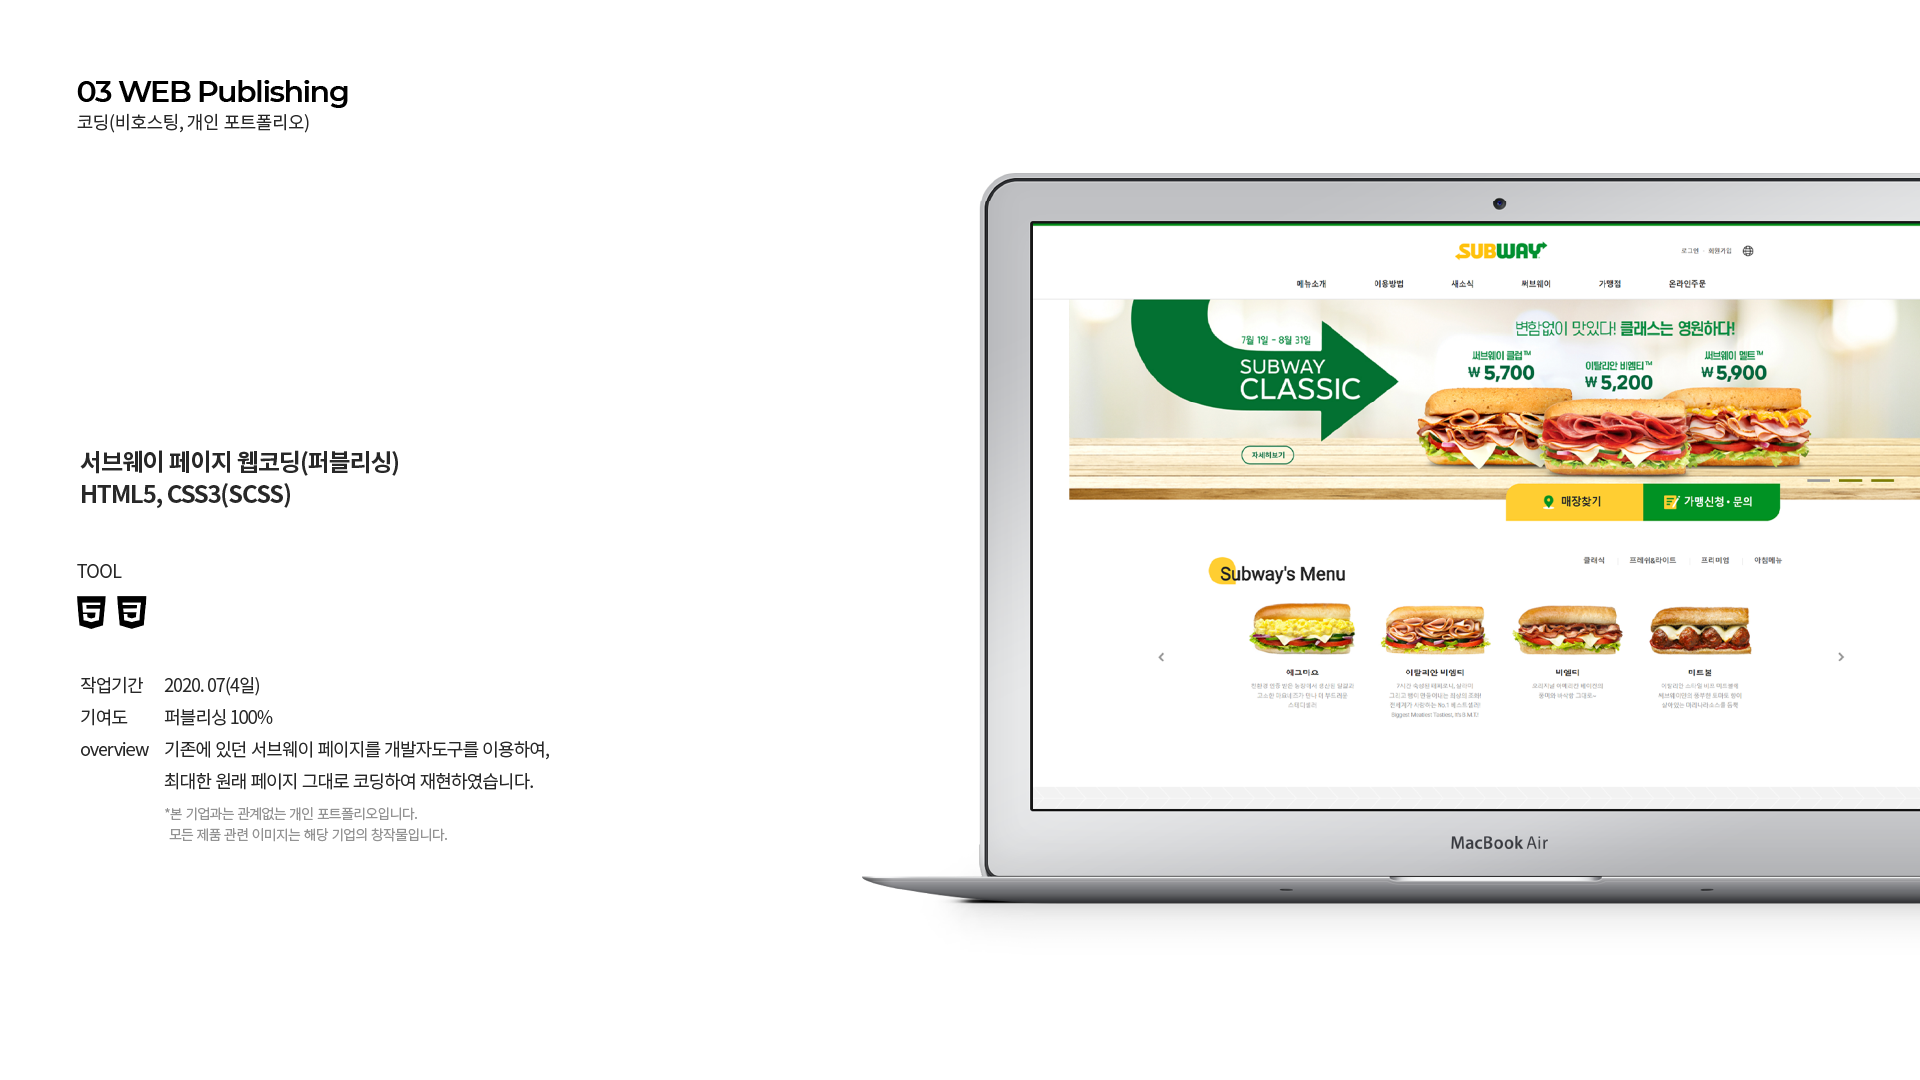 03 WEB Publishing
코딩(비호스팅, 개인 포트폴리오)
서브웨이 페이지 웹코딩(퍼블리싱)
HTML5, CSS3(SCSS)
TOOL
작업기간 2020. 07(4일)
기여도 퍼블리싱 100%
overview 기존에 있던 서브웨이 페이지를 개발자도구를 이용하여,
최대한 원래 페이지 그대로 코딩하여 재현하였습니다.
*본 기업과는 관계없는 개인 포트폴리오입니다.
모든 제품 관련 이미지는 해당 기업의 창작물입니다.
SUBWAY
로그인 · 회원가입
메뉴소개 이용방법 새소식 써브웨이 가맹점 온라인주문
7월 1일 - 8월 31일
SUBWAY
CLASSIC
자세히보기
변함없이 맛있다! 클래스는 영원하다!
써브웨이 클럽™
₩ 5,700
이탈리안 비엠티™
₩ 5,200
써브웨이 멜트™
₩ 5,900
매장찾기
가맹신청 • 문의
Subway's Menu
클래식 프레쉬&라이트 프리미엄 아침메뉴
에그마요
이탈리안 비엠티
비엘티
미트볼
MacBook Air